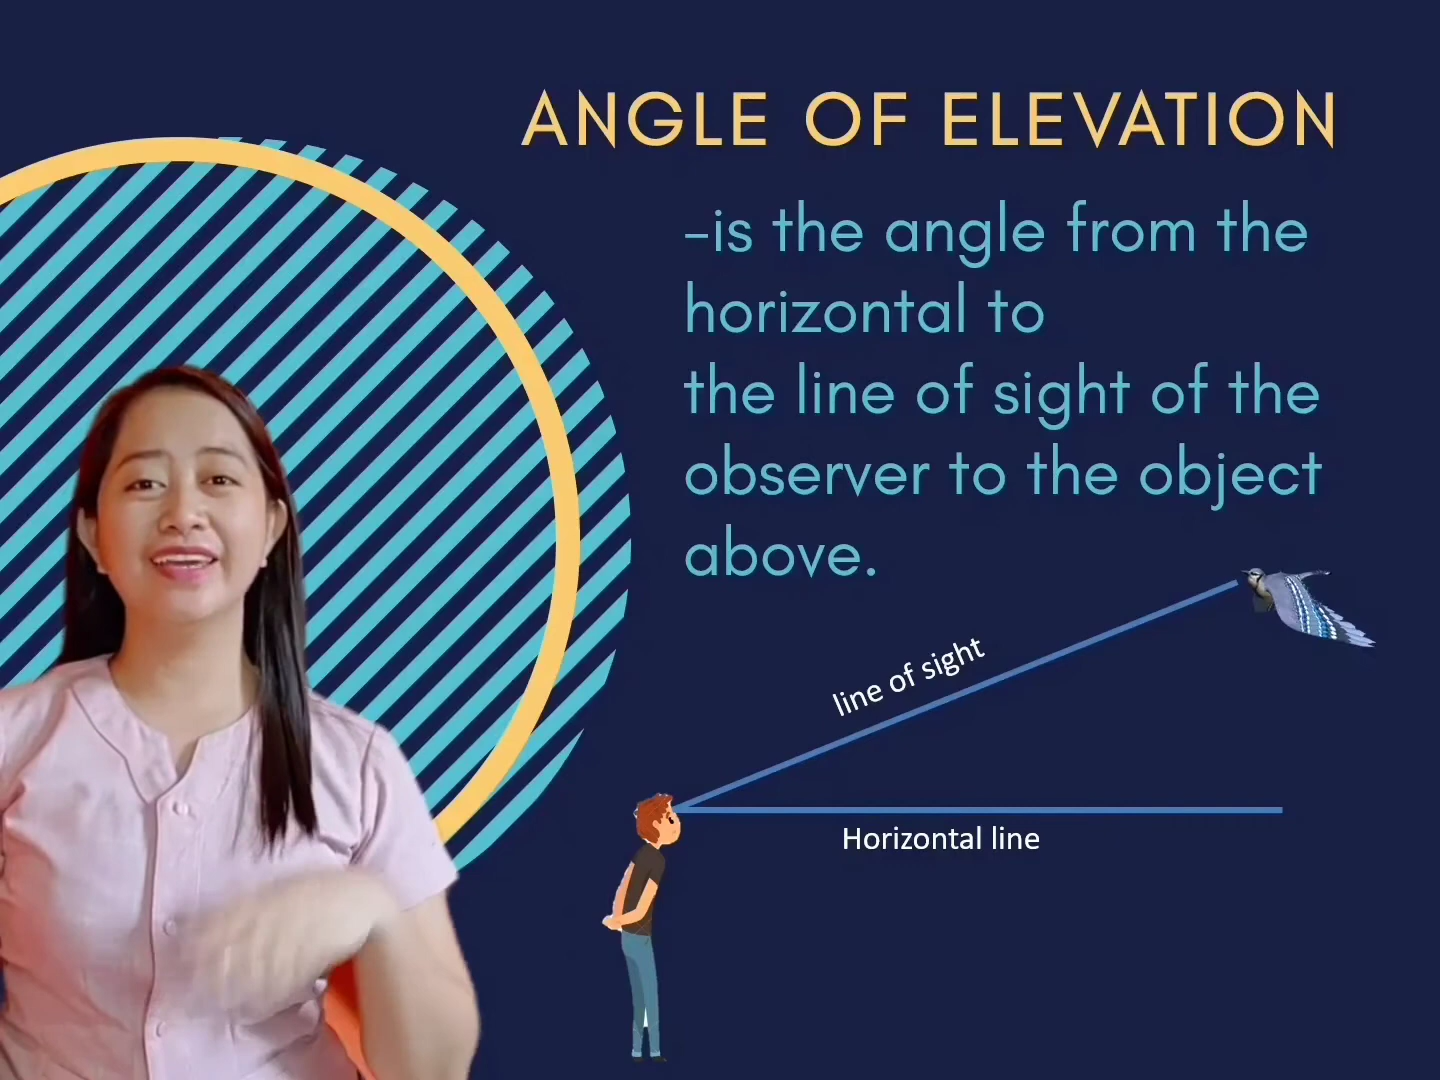 ANGLE OF ELEVATION
-is the angle from the
horizontal to
the line of sight of the
observer to the object
above.
line of sight
Horizontal line